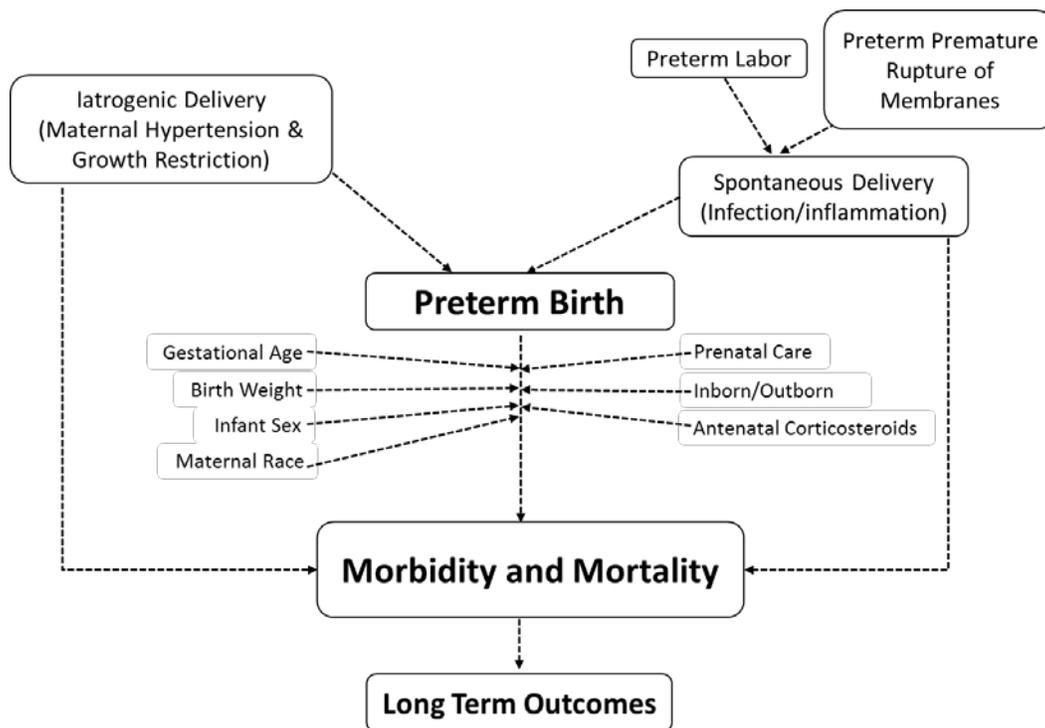 Preterm Labor
Preterm Premature
Rupture of
Membranes
Iatrogenic Delivery
(Maternal Hypertension &
Growth Restriction)
Spontaneous Delivery
(Infection/inflammation)
Preterm Birth
Gestational Age
Birth Weight
Infant Sex
Maternal Race
Prenatal Care
Inborn/Outborn
Antenatal Corticosteroids
Morbidity and Mortality
Long Term Outcomes